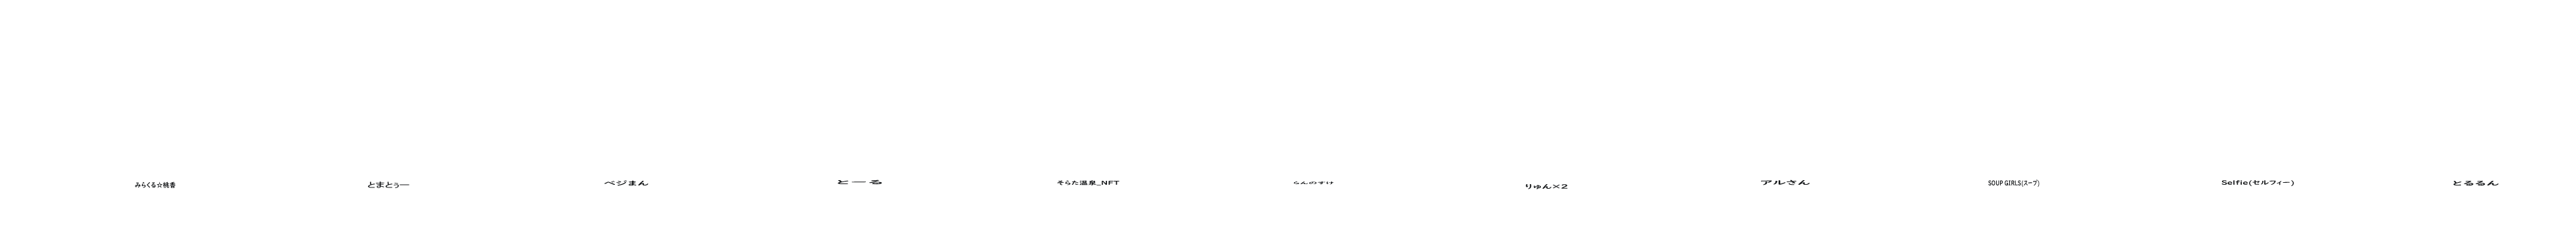 みらくる☆桃香
とまとぅー
ベジまん
とーる
そらた温泉_NFT
らんのすけ
りゅん×2
アルさん
SOUP GIRLS(スープ)
Selfie(セルフィー)
とるるん